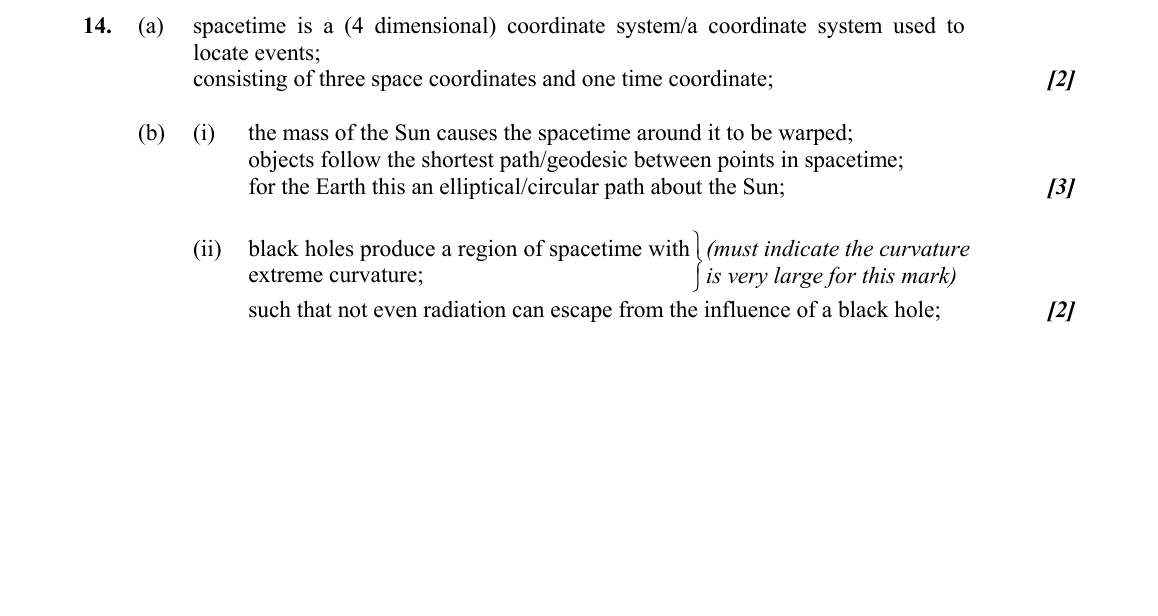 14. (a) spacetime is a (4 dimensional) coordinate system/a coordinate system used to
locate events;
consisting of three space coordinates and one time coordinate; [2]
(b) (i) the mass of the Sun causes the spacetime around it to be warped;
objects follow the shortest path/geodesic between points in spacetime;
for the Earth this an elliptical/circular path about the Sun; [3]
(ii) black holes produce a region of spacetime with (must indicate the curvature
extreme curvature; is very large for this mark)
such that not even radiation can escape from the influence of a black hole; [2]